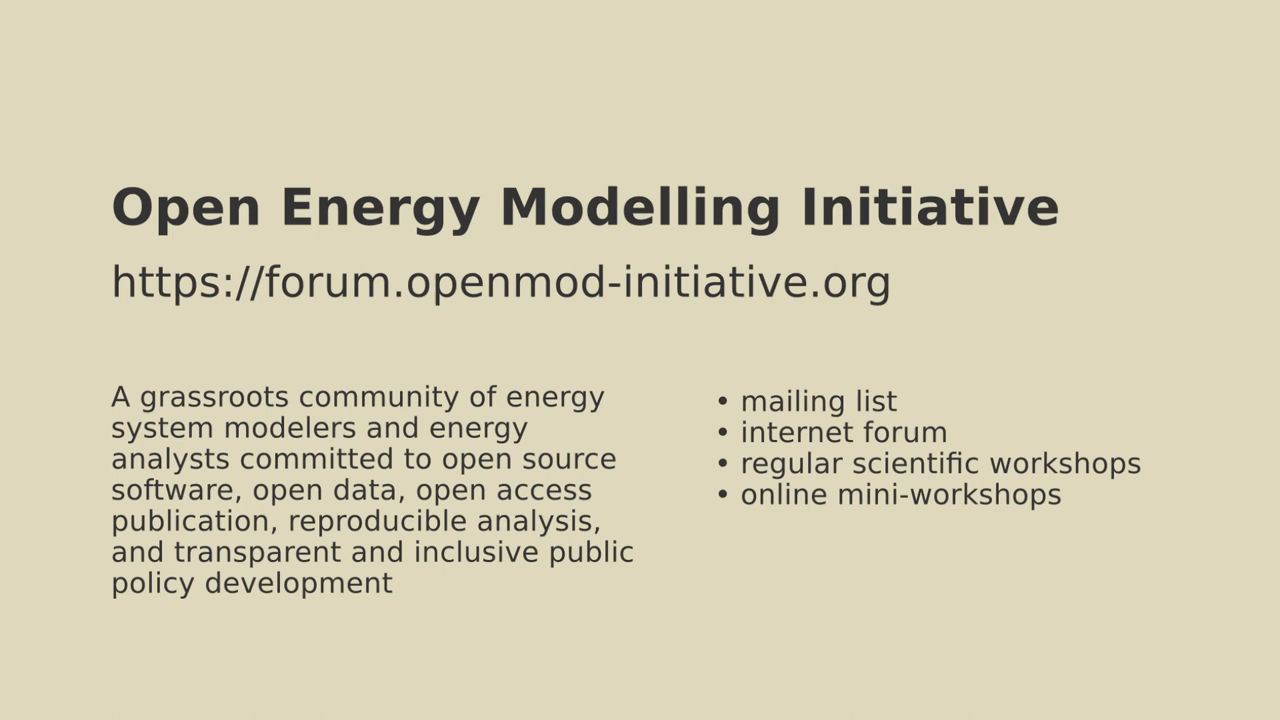 Open Energy Modelling Initiative
https://forum.openmod-initiative.org
A grassroots community of energy
system modelers and energy
analysts committed to open source
software, open data, open access
publication, reproducible analysis,
and transparent and inclusive public
policy development
• mailing list
• internet forum
• regular scientific workshops
• online mini-workshops